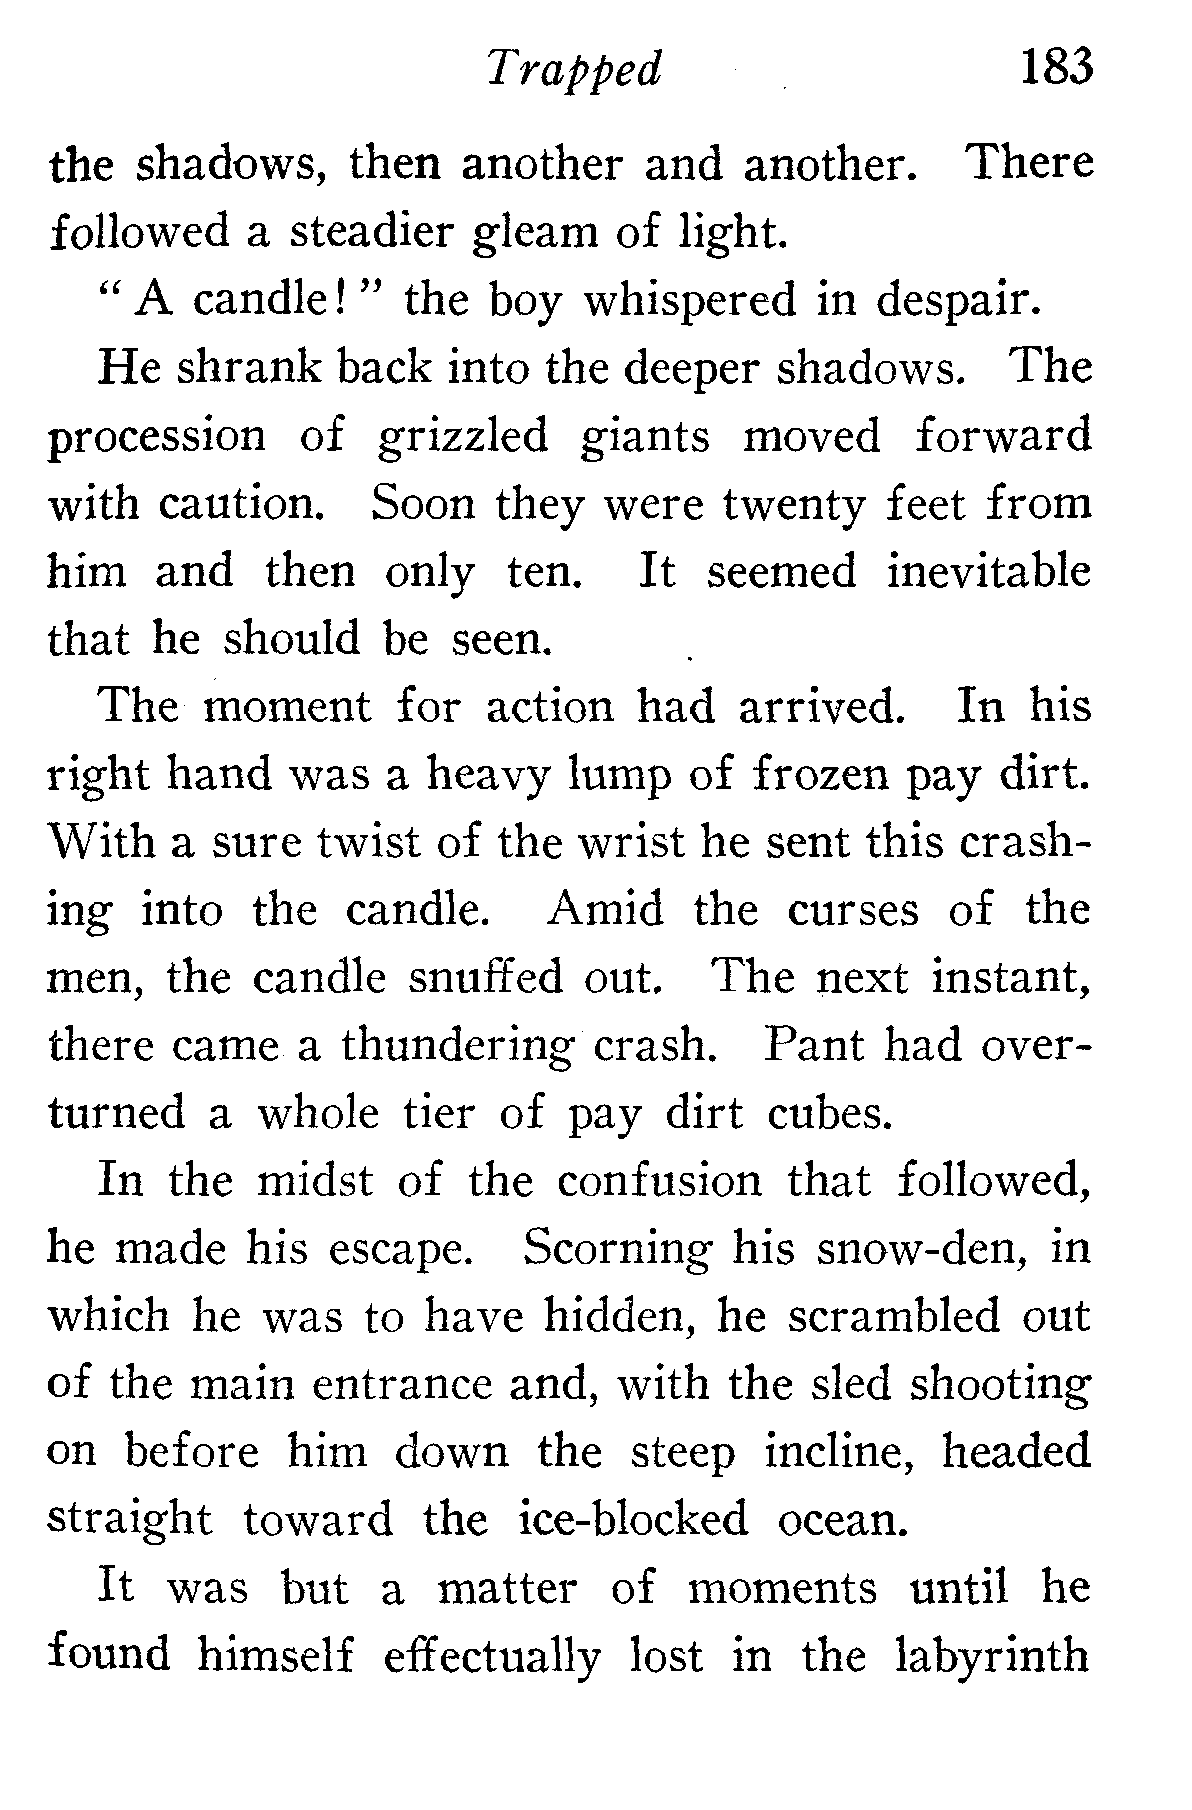 Trapped 183
the shadows, then another and another. There
followed a steadier gleam of light.
“ A candle! ” the boy whispered in despair.
He shrank back into the deeper shadows. The
procession of grizzled giants moved forward
with caution. Soon they were twenty feet from
him and then only ten. It seemed inevitable
that he should be seen.
The moment for action had arrived. In his
right hand was a heavy lump of frozen pay dirt.
With a sure twist of the wrist he sent this crash-
ing into the candle. Amid the curses of the
men, the candle snuffed out. The next instant,
there came a thundering crash. Pant had over-
turned a whole tier of pay dirt cubes.
In the midst of the confusion that followed,
he made his escape. Scorning his snow-den, in
which he was to have hidden, he scrambled out
of the main entrance and, with the sled shooting
on before him down the steep incline, headed
straight toward the ice-blocked ocean.
It was but a matter of moments until he
found himself effectually lost in the labyrinth